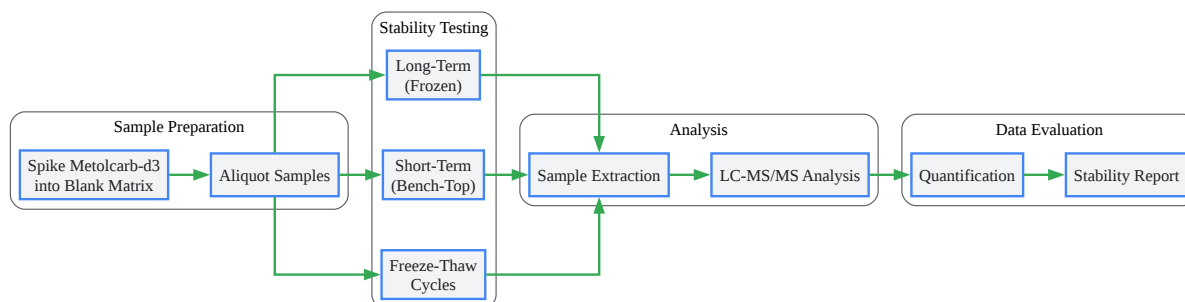 Sample Preparation
Spike Metolcarb-d3
into Blank Matrix
Aliquot Samples
Stability Testing
Long-Term
(Frozen)
Short-Term
(Bench-Top)
Freeze-Thaw
Cycles
Analysis
Sample Extraction
LC-MS/MS Analysis
Data Evaluation
Quantification
Stability Report